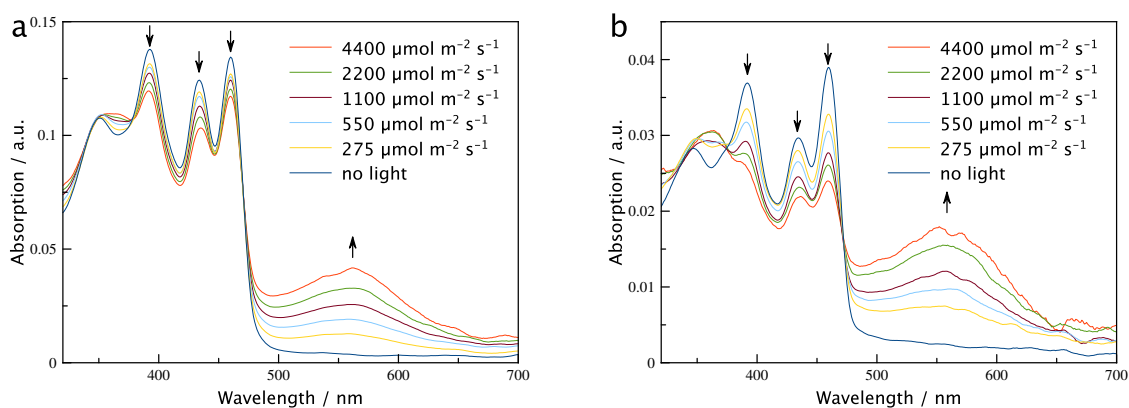 a
0.15
0.1
0.05
0
400
500
600
700
Absorption / a.u.
Wavelength / nm
4400 μmol m⁻² s⁻¹
2200 μmol m⁻² s⁻¹
1100 μmol m⁻² s⁻¹
550 μmol m⁻² s⁻¹
275 μmol m⁻² s⁻¹
no light
b
0.04
0.03
0.02
0.01
0
400
500
600
700
Absorption / a.u.
Wavelength / nm
4400 μmol m⁻² s⁻¹
2200 μmol m⁻² s⁻¹
1100 μmol m⁻² s⁻¹
550 μmol m⁻² s⁻¹
275 μmol m⁻² s⁻¹
no light